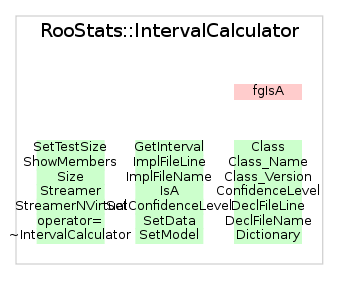 RooStats::IntervalCalculator
fgIsA
SetTestSize
ShowMembers
Size
Streamer
StreamerNVirtual
operator=
~IntervalCalculator
GetInterval
ImplFileLine
ImplFileName
IsA
SetConfidenceLevel
SetData
SetModel
Class
Class_Name
Class_Version
ConfidenceLevel
DeclFileLine
DeclFileName
Dictionary